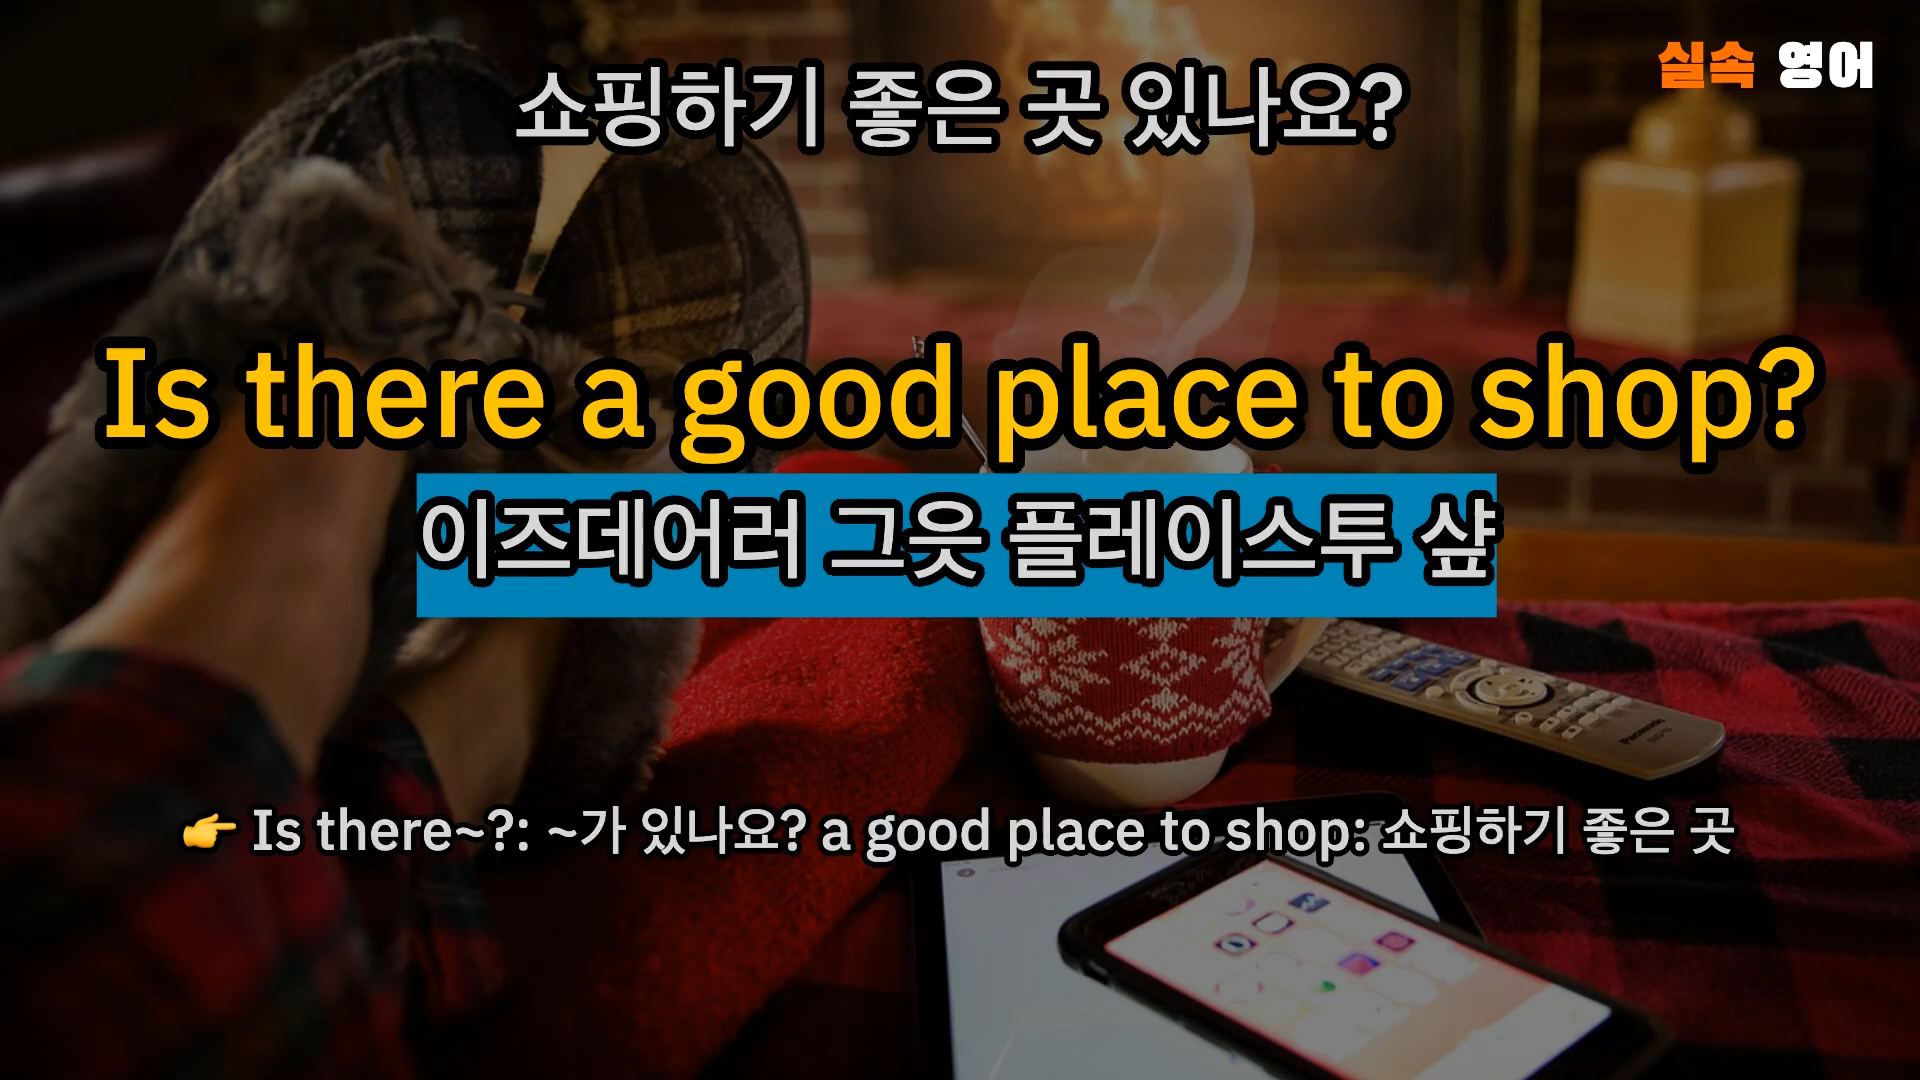 실속 영어
쇼핑하기 좋은 곳 있나요?
Is there a good place to shop?
이즈데어러 그읏 플레이스투 샾
👉 Is there~?: ~가 있나요? a good place to shop: 쇼핑하기 좋은 곳
Panasonic